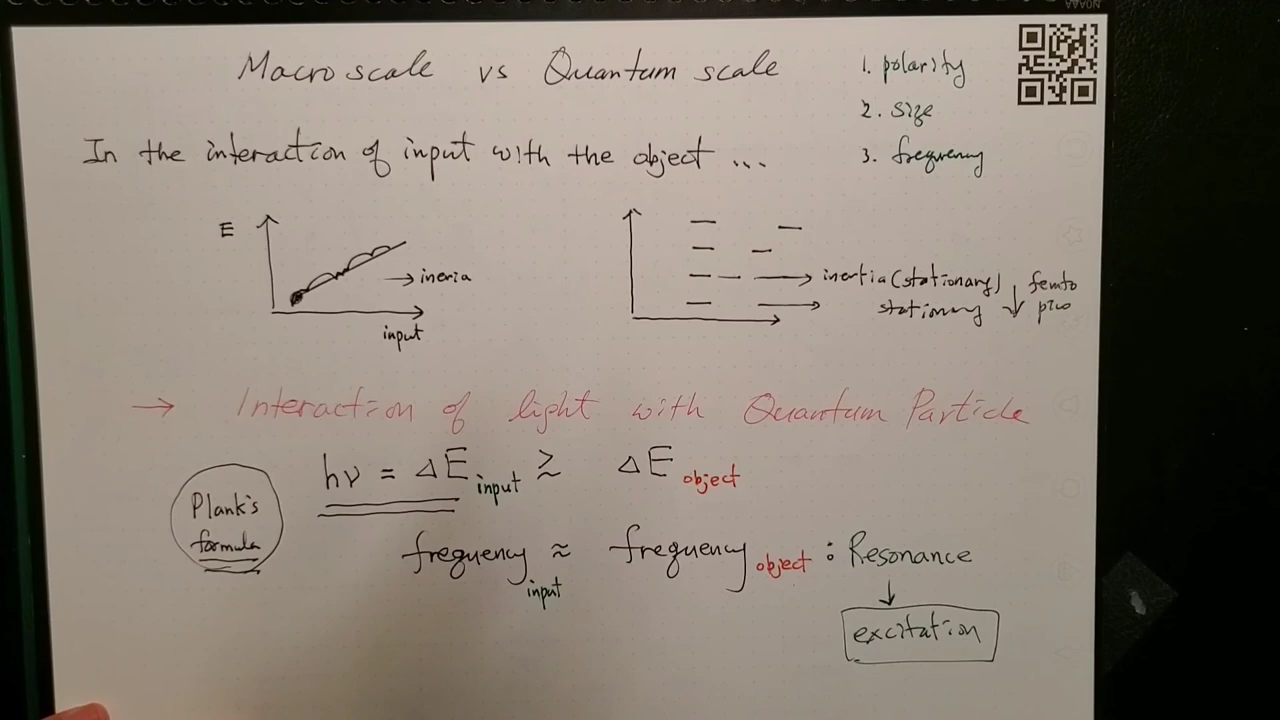 Macro scale vs Quantum scale
1. polarity
2. size
3. frequency
In the interaction of input with the object ...
E
ineria
input
inertia (stationary)
stationary
femto
pico
→ Interaction of light with Quantum Particle
Plank's
formula
hν = ΔE input ≳ ΔE object
frequency input ≈ frequency object : Resonance
↓
excitation